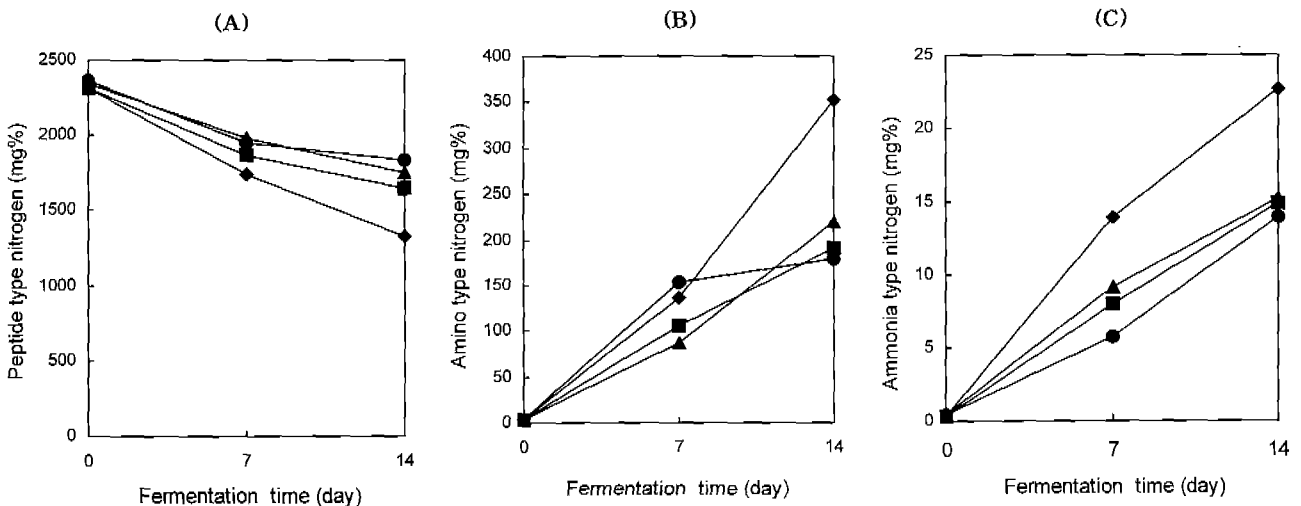 (A)
2500
2000
1500
1000
500
0
0 7 14
Peptide type nitrogen (mg%)
Fermentation time (day)
(B)
400
350
300
250
200
150
100
50
0
0 7 14
Amino type nitrogen (mg%)
Fermentation time (day)
(C)
25
20
15
10
5
0
0 7 14
Ammonia type nitrogen (mg%)
Fermentation time (day)